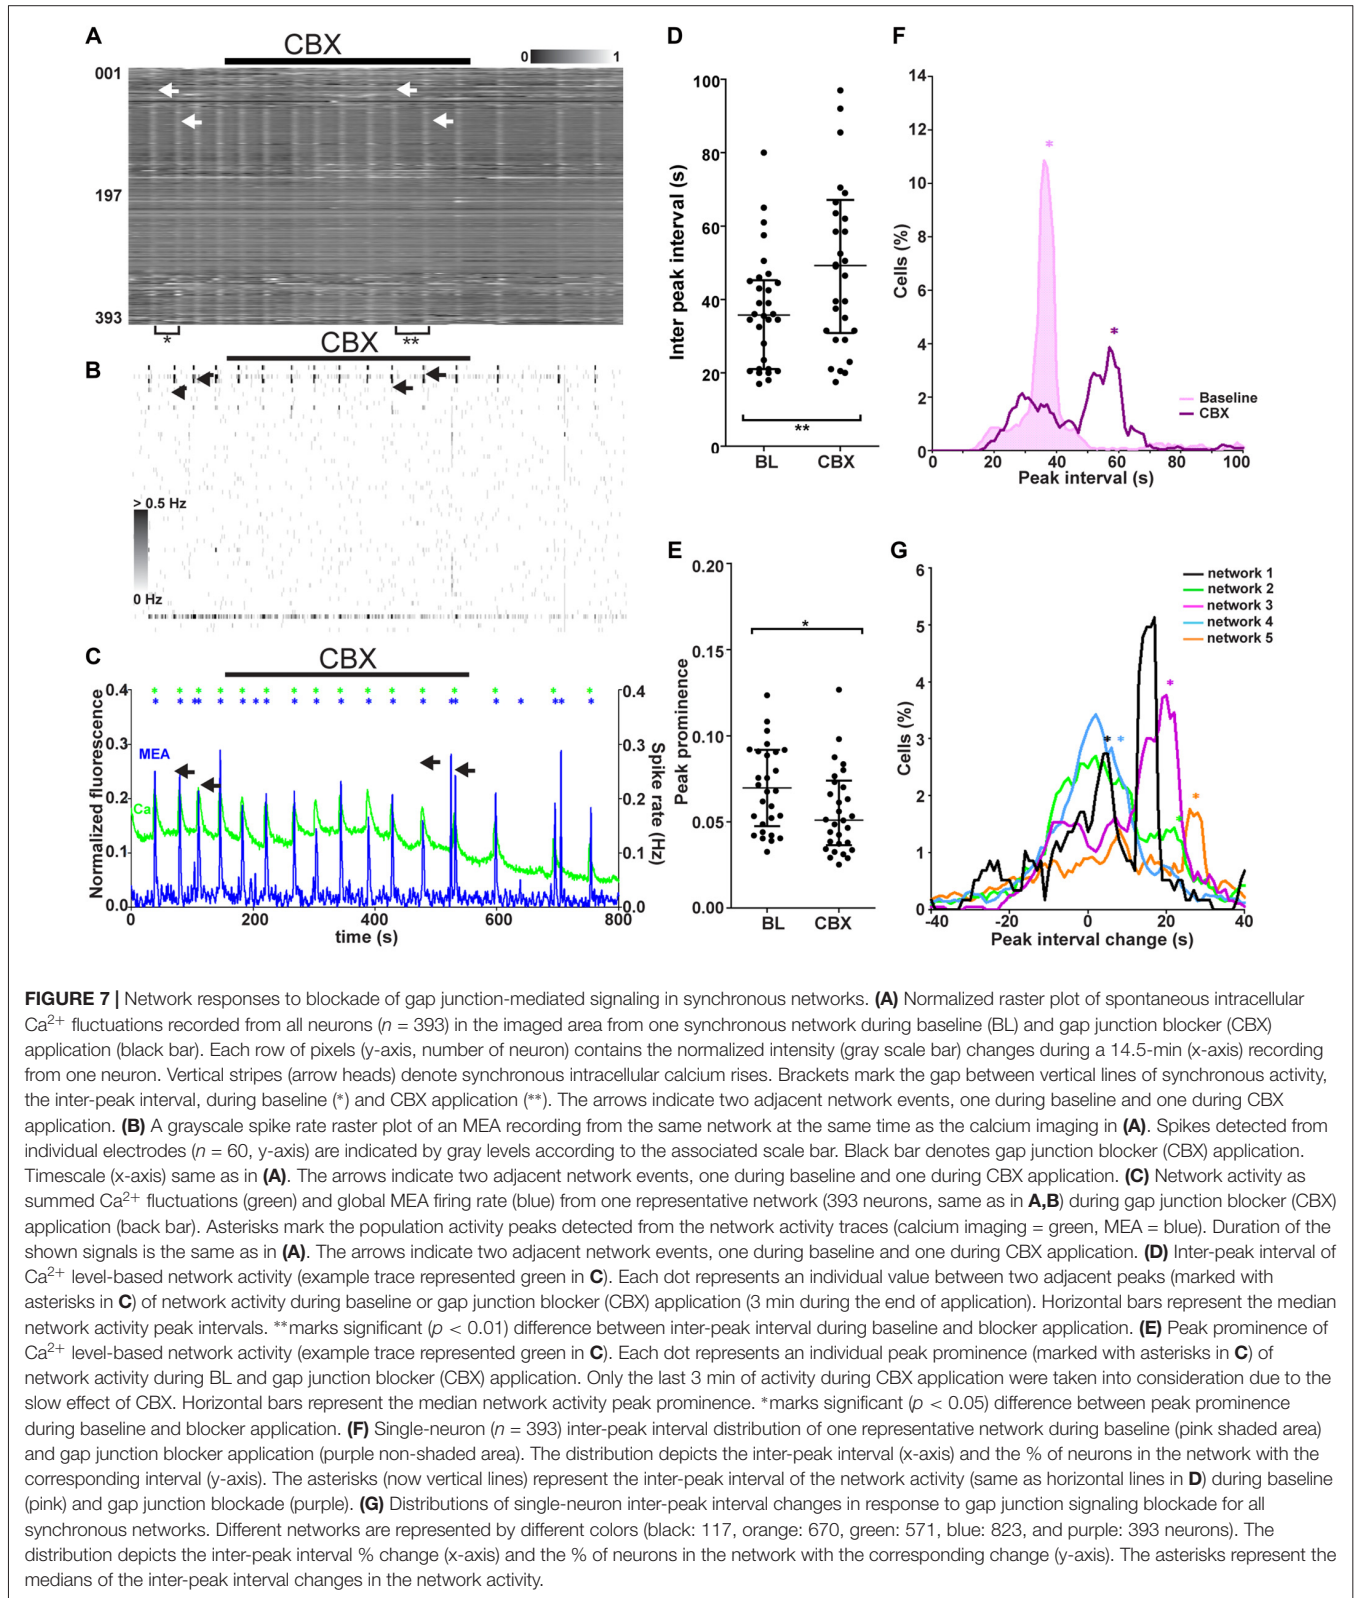 A
CBX
0
1
001
197
393
*
**
B
CBX
> 0.5 Hz
0 Hz
C
CBX
0.4
0.3
0.2
0.1
0.0
Normalized fluorescence
MEA
Ca
0.4
0.3
0.2
0.1
0.0
Spike rate (Hz)
0
200
400
600
800
time (s)
D
100
80
60
40
20
0
Inter peak interval (s)
**
BL
CBX
E
0.20
0.15
0.10
0.05
0.00
Peak prominence
*
BL
CBX
F
14
12
10
8
6
4
2
0
Cells (%)
*
*
Baseline
CBX
0
20
40
60
80
100
Peak interval (s)
G
6
5
4
3
2
1
0
Cells (%)
network 1
network 2
network 3
network 4
network 5
-40
-20
0
20
40
Peak interval change (s)
FIGURE 7 | Network responses to blockade of gap junction-mediated signaling in synchronous networks. (A) Normalized raster plot of spontaneous intracellular
Ca2+ fluctuations recorded from all neurons (n = 393) in the imaged area from one synchronous network during baseline (BL) and gap junction blocker (CBX)
application (black bar). Each row of pixels (y-axis, number of neuron) contains the normalized intensity (gray scale bar) changes during a 14.5-min (x-axis) recording
from one neuron. Vertical stripes (arrow heads) denote synchronous intracellular calcium rises. Brackets mark the gap between vertical lines of synchronous activity,
the inter-peak interval, during baseline (*) and CBX application (**). The arrows indicate two adjacent network events, one during baseline and one during CBX
application. (B) A grayscale spike rate raster plot of an MEA recording from the same network at the same time as the calcium imaging in (A). Spikes detected from
individual electrodes (n = 60, y-axis) are indicated by gray levels according to the associated scale bar. Black bar denotes gap junction blocker (CBX) application.
Timescale (x-axis) same as in (A). The arrows indicate two adjacent network events, one during baseline and one during CBX application. (C) Network activity as
summed Ca2+ fluctuations (green) and global MEA firing rate (blue) from one representative network (393 neurons, same as in A,B) during gap junction blocker (CBX)
application (back bar). Asterisks mark the population activity peaks detected from the network activity traces (calcium imaging = green, MEA = blue). Duration of the
shown signals is the same as in (A). The arrows indicate two adjacent network events, one during baseline and one during CBX application. (D) Inter-peak interval of
Ca2+ level-based network activity (example trace represented green in C). Each dot represents an individual value between two adjacent peaks (marked with
asterisks in C) of network activity during baseline or gap junction blocker (CBX) application (3 min during the end of application). Horizontal bars represent the median
network activity peak intervals. **marks significant (p < 0.01) difference between inter-peak interval during baseline and blocker application. (E) Peak prominence of
Ca2+ level-based network activity (example trace represented green in C). Each dot represents an individual peak prominence (marked with asterisks in C) of
network activity during BL and gap junction blocker (CBX) application. Only the last 3 min of activity during CBX application were taken into consideration due to the
slow effect of CBX. Horizontal bars represent the median network activity peak prominence. *marks significant (p < 0.05) difference between peak prominence
during baseline and blocker application. (F) Single-neuron (n = 393) inter-peak interval distribution of one representative network during baseline (pink shaded area)
and gap junction blocker application (purple non-shaded area). The distribution depicts the inter-peak interval (x-axis) and the % of neurons in the network with the
corresponding interval (y-axis). The asterisks (now vertical lines) represent the inter-peak interval of the network activity (same as horizontal lines in D) during baseline
(pink) and gap junction blockade (purple). (G) Distributions of single-neuron inter-peak interval changes in response to gap junction signaling blockade for all
synchronous networks. Different networks are represented by different colors (black: 117, orange: 670, green: 571, blue: 823, and purple: 393 neurons). The
distribution depicts the inter-peak interval % change (x-axis) and the % of neurons in the network with the corresponding change (y-axis). The asterisks represent the
medians of the inter-peak interval changes in the network activity.